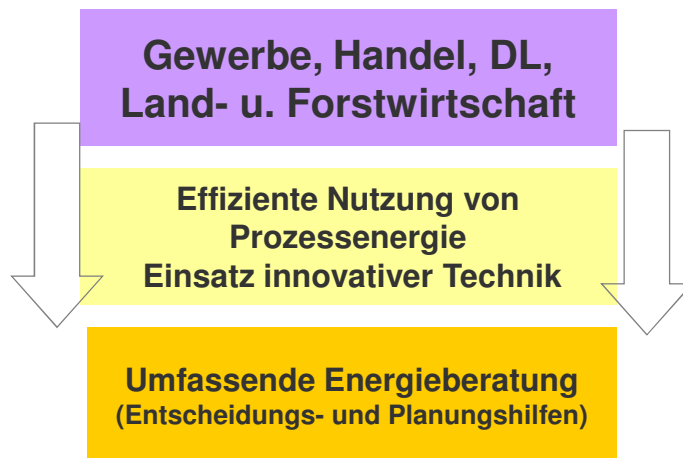 Gewerbe, Handel, DL,
Land- u. Forstwirtschaft
Effiziente Nutzung von
Prozessenergie
Einsatz innovativer Technik
Umfassende Energieberatung
(Entscheidungs- und Planungshilfen)